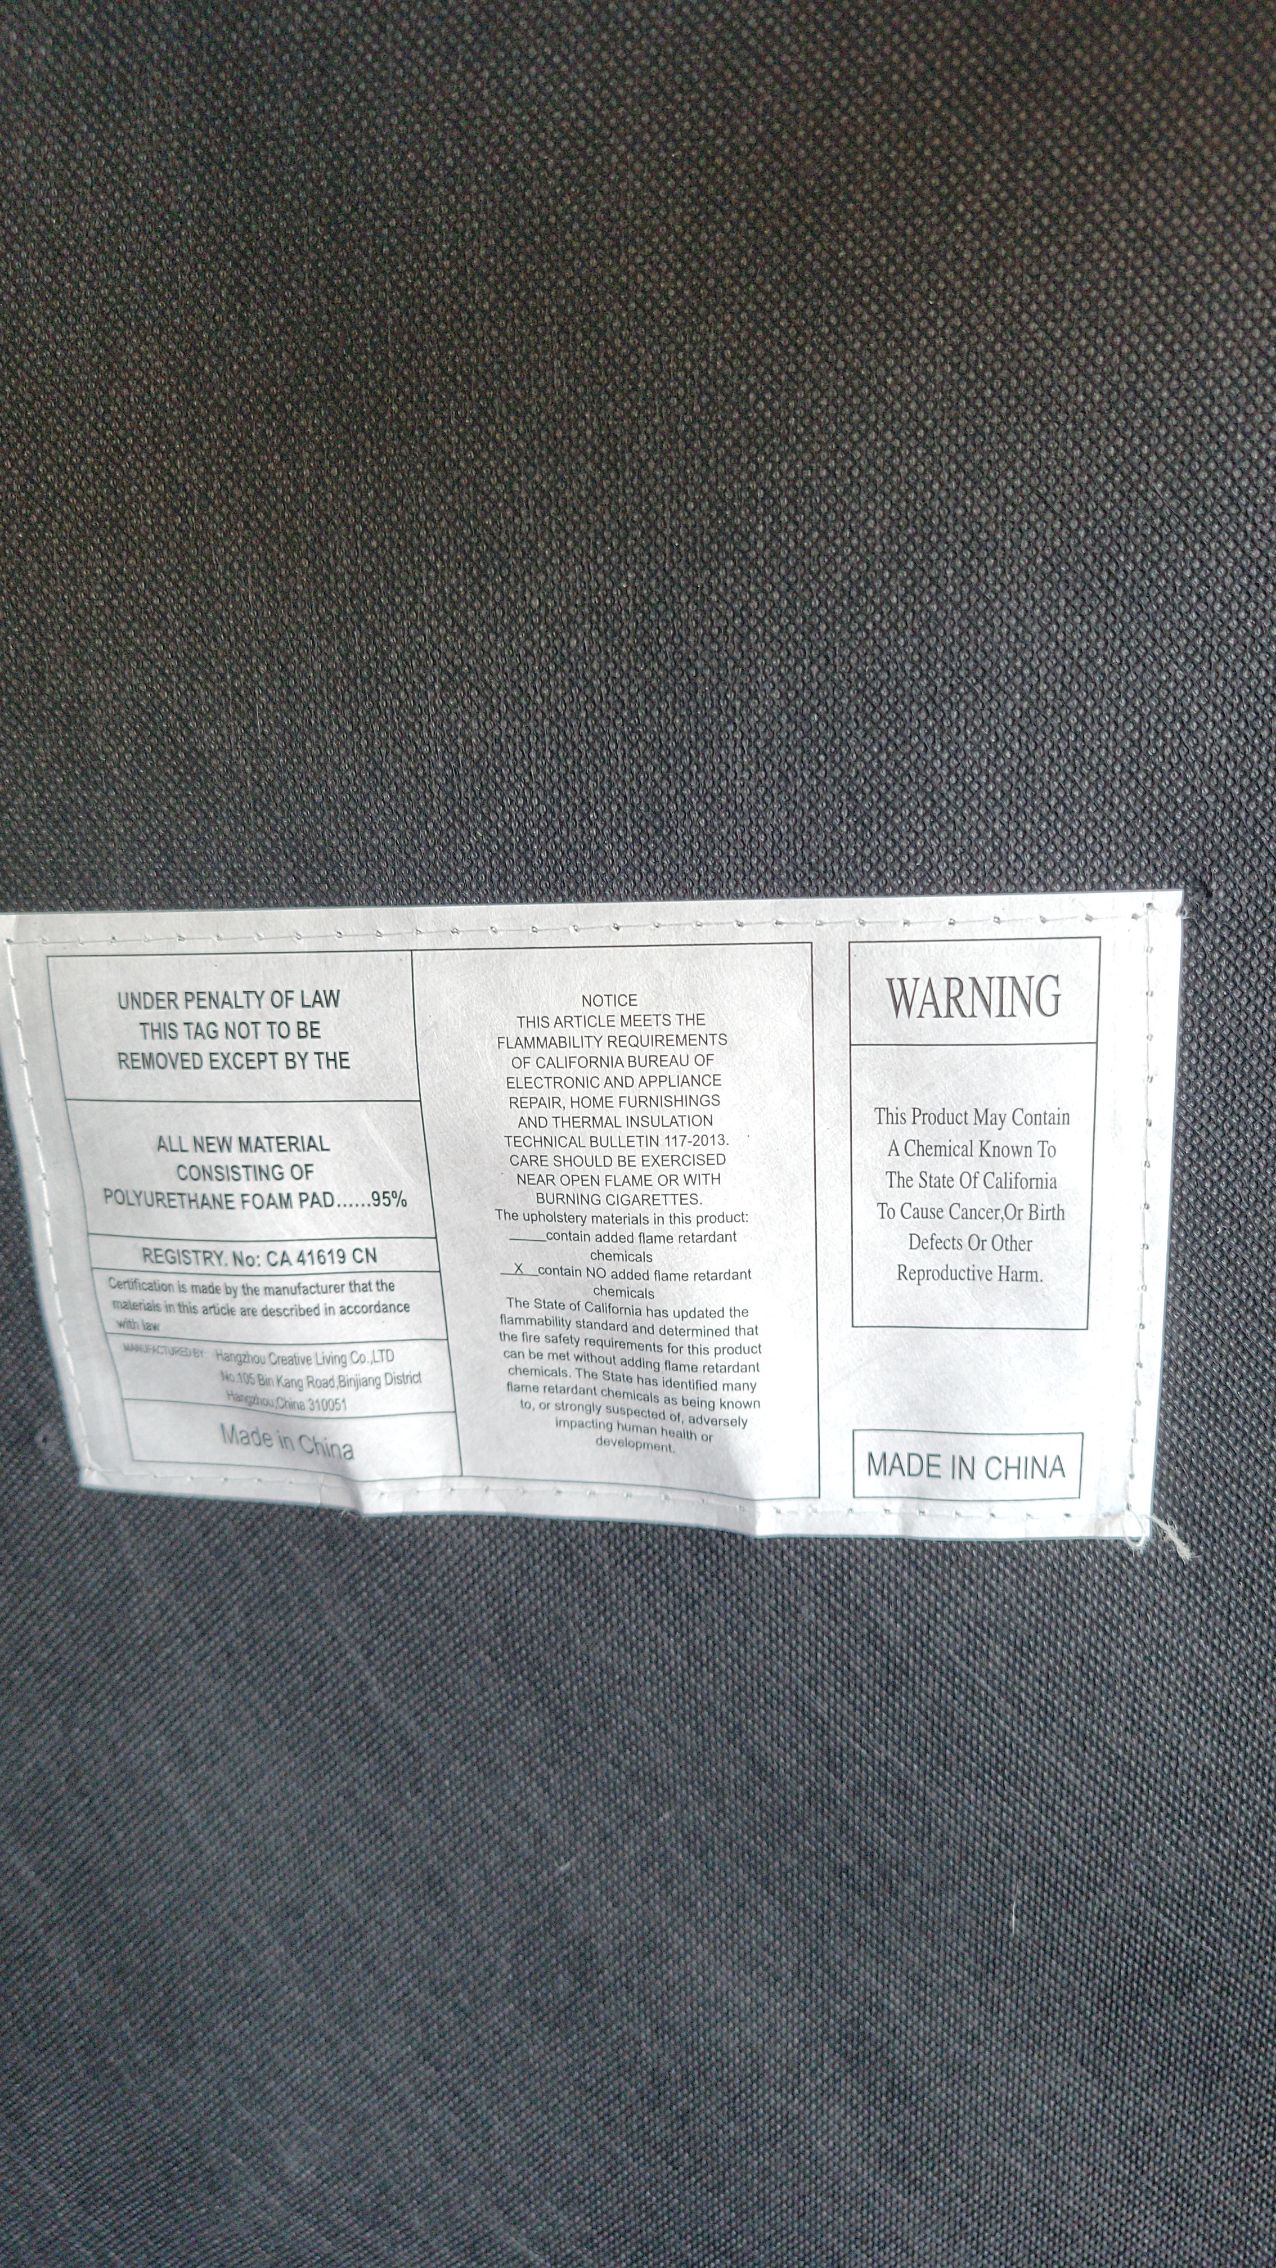 UNDER PENALTY OF LAW
THIS TAG NOT TO BE
REMOVED EXCEPT BY THE
ALL NEW MATERIAL
CONSISTING OF
POLYURETHANE FOAM PAD......95%
REGISTRY. No: CA 41619 CN
Certification is made by the manufacturer that the
materials in this article are described in accordance
with law
MANUFACTURED BY: Hangzhou Creative Living Co.,LTD
No.105 Bin Kang Road,Binjiang District
Hangzhou,China 310051
Made in China
NOTICE
THIS ARTICLE MEETS THE
FLAMMABILITY REQUIREMENTS
OF CALIFORNIA BUREAU OF
ELECTRONIC AND APPLIANCE
REPAIR, HOME FURNISHINGS
AND THERMAL INSULATION
TECHNICAL BULLETIN 117-2013.
CARE SHOULD BE EXERCISED
NEAR OPEN FLAME OR WITH
BURNING CIGARETTES.
The upholstery materials in this product:
_____contain added flame retardant
chemicals
__X__contain NO added flame retardant
chemicals
The State of California has updated the
flammability standard and determined that
the fire safety requirements for this product
can be met without adding flame retardant
chemicals. The State has identified many
flame retardant chemicals as being known
to, or strongly suspected of, adversely
impacting human health or
development.
WARNING
This Product May Contain
A Chemical Known To
The State Of California
To Cause Cancer,Or Birth
Defects Or Other
Reproductive Harm.
MADE IN CHINA